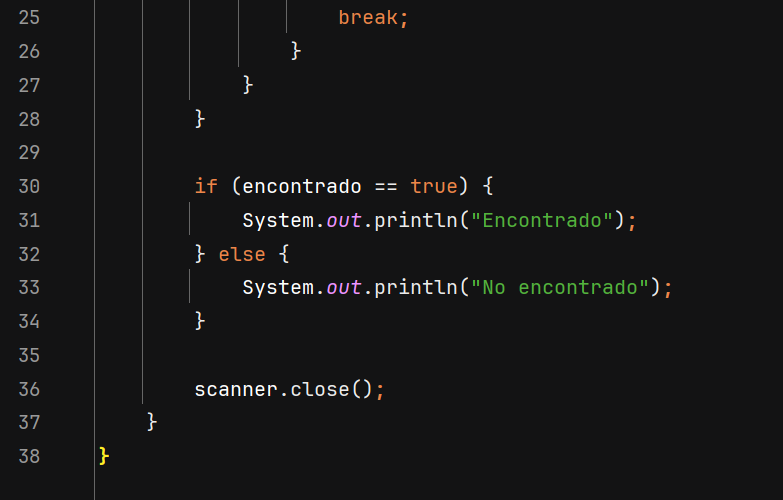 25                         break;
26                     }
27                 }
28             }
29
30             if (encontrado == true) {
31                 System.out.println("Encontrado");
32             } else {
33                 System.out.println("No encontrado");
34             }
35
36             scanner.close();
37         }
38     }